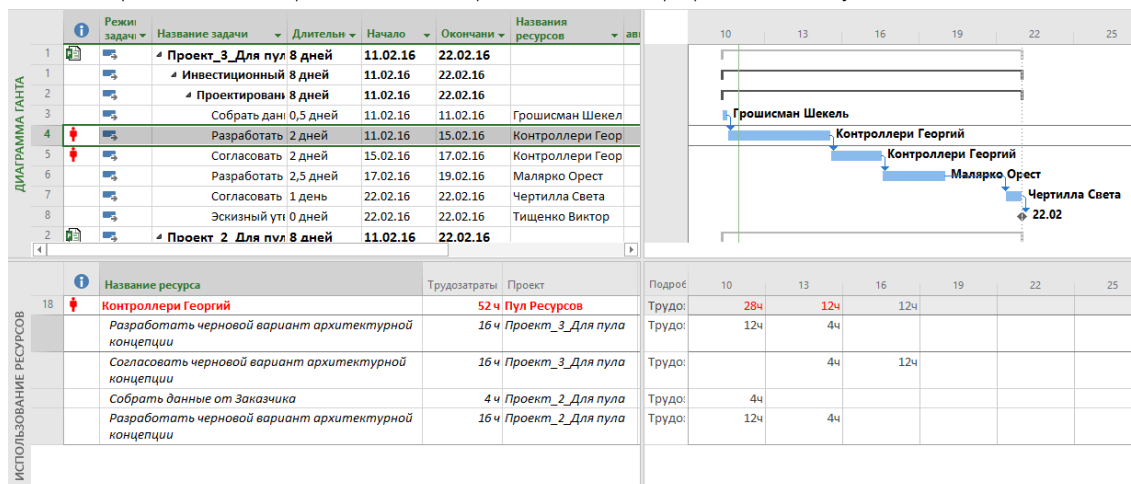 ДИАГРАММА ГАНТА
Режи задачи Название задачи Длительн Начало Окончани Названия ресурсов
10 13 16 19 22 25
1 Проект_3_Для пул 8 дней 11.02.16 22.02.16
1 Инвестиционный 8 дней 11.02.16 22.02.16
2 8 дней 11.02.16 22.02.16
3 Собрать 0,5 дней 11.02.16 11.02.16 Грошисман Шекел
4 Разработать 2 дней 11.02.16 15.02.16 Контроллери Геор
5 Согласовать 2 дней 15.02.16 17.02.16 Контроллери Геор
6 Разработать 2,5 дней 17.02.16 19.02.16 Малярко Орест
7 Согласовать 1 день 22.02.16 22.02.16 Чертилла Света
8 Эскизный 0 дней 22.02.16 22.02.16 Тищенко Виктор
2 Проект_2_Для пул 8 дней 11.02.16 22.02.16
Грошисман Шекель
Контроллери Георгий
Контроллери Георгий
Малярко Орест
Чертилла Света
22.02
ИСПОЛЬЗОВАНИЕ РЕСУРСОВ
Название ресурса Трудозатраты Проект Подроб 10 13 16 19 22 25
18 Контроллери Георгий 52 ч Пул Ресурсов Трудо: 28ч 12ч 12ч
Разработать черновой вариант архитектурной 16 ч Проект_3_Для пула Трудо: 12ч 4ч
концепции
Согласовать черновой вариант архитектурной 16 ч Проект_3_Для пула Трудо: 4ч 12ч
концепции
Собрать данные от Заказчика 4 ч Проект_2_Для пула Трудо: 4ч
Разработать черновой вариант архитектурной 16 ч Проект_2_Для пула Трудо: 12ч 4ч
концепции